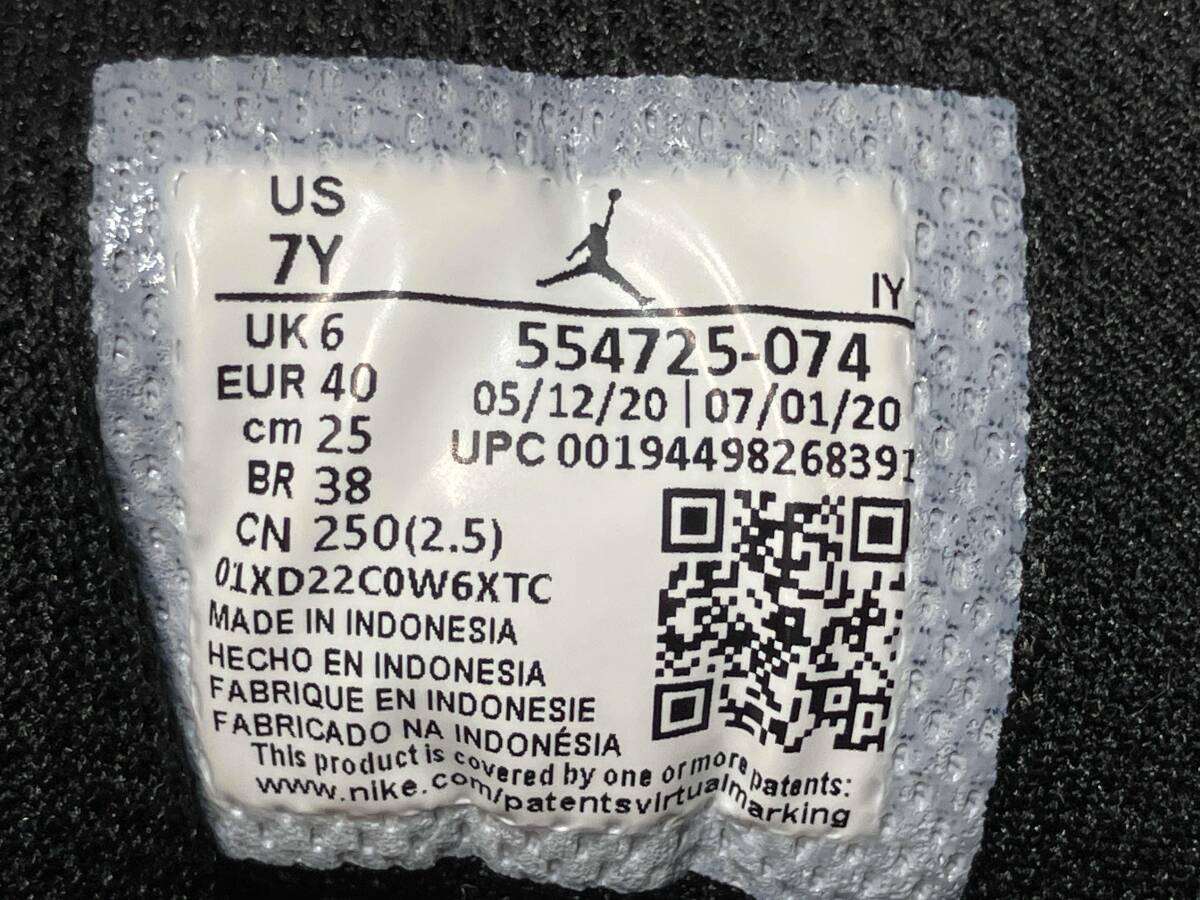 US
7Y
IY
UK 6
EUR 40
cm 25
BR 38
CN 250(2.5)
554725-074
05/12/20 | 07/01/20
UPC 00194498268391
01XD22C0W6XTC
MADE IN INDONESIA
HECHO EN INDONESIA
FABRIQUE EN INDONESIE
FABRICADO NA INDONÉSIA
This product is covered by one or more patents:
www.nike.com/patentsvirtualmarking